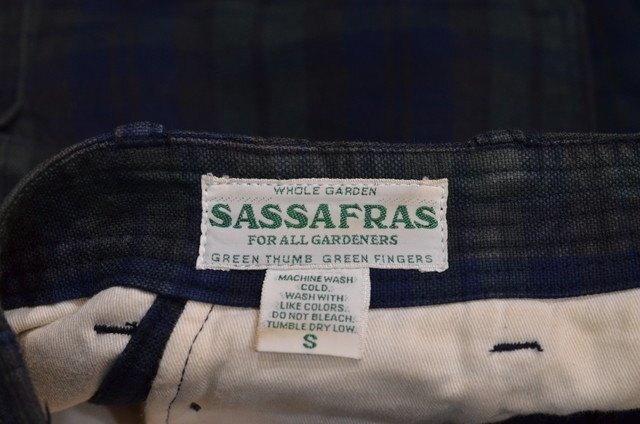 WHOLE GARDEN
SASSAFRAS
FOR ALL GARDENERS
GREEN THUMB GREEN FINGERS
MACHINE WASH
COLD.
WASH WITH
LIKE COLORS.
DO NOT BLEACH.
TUMBLE DRY LOW
S